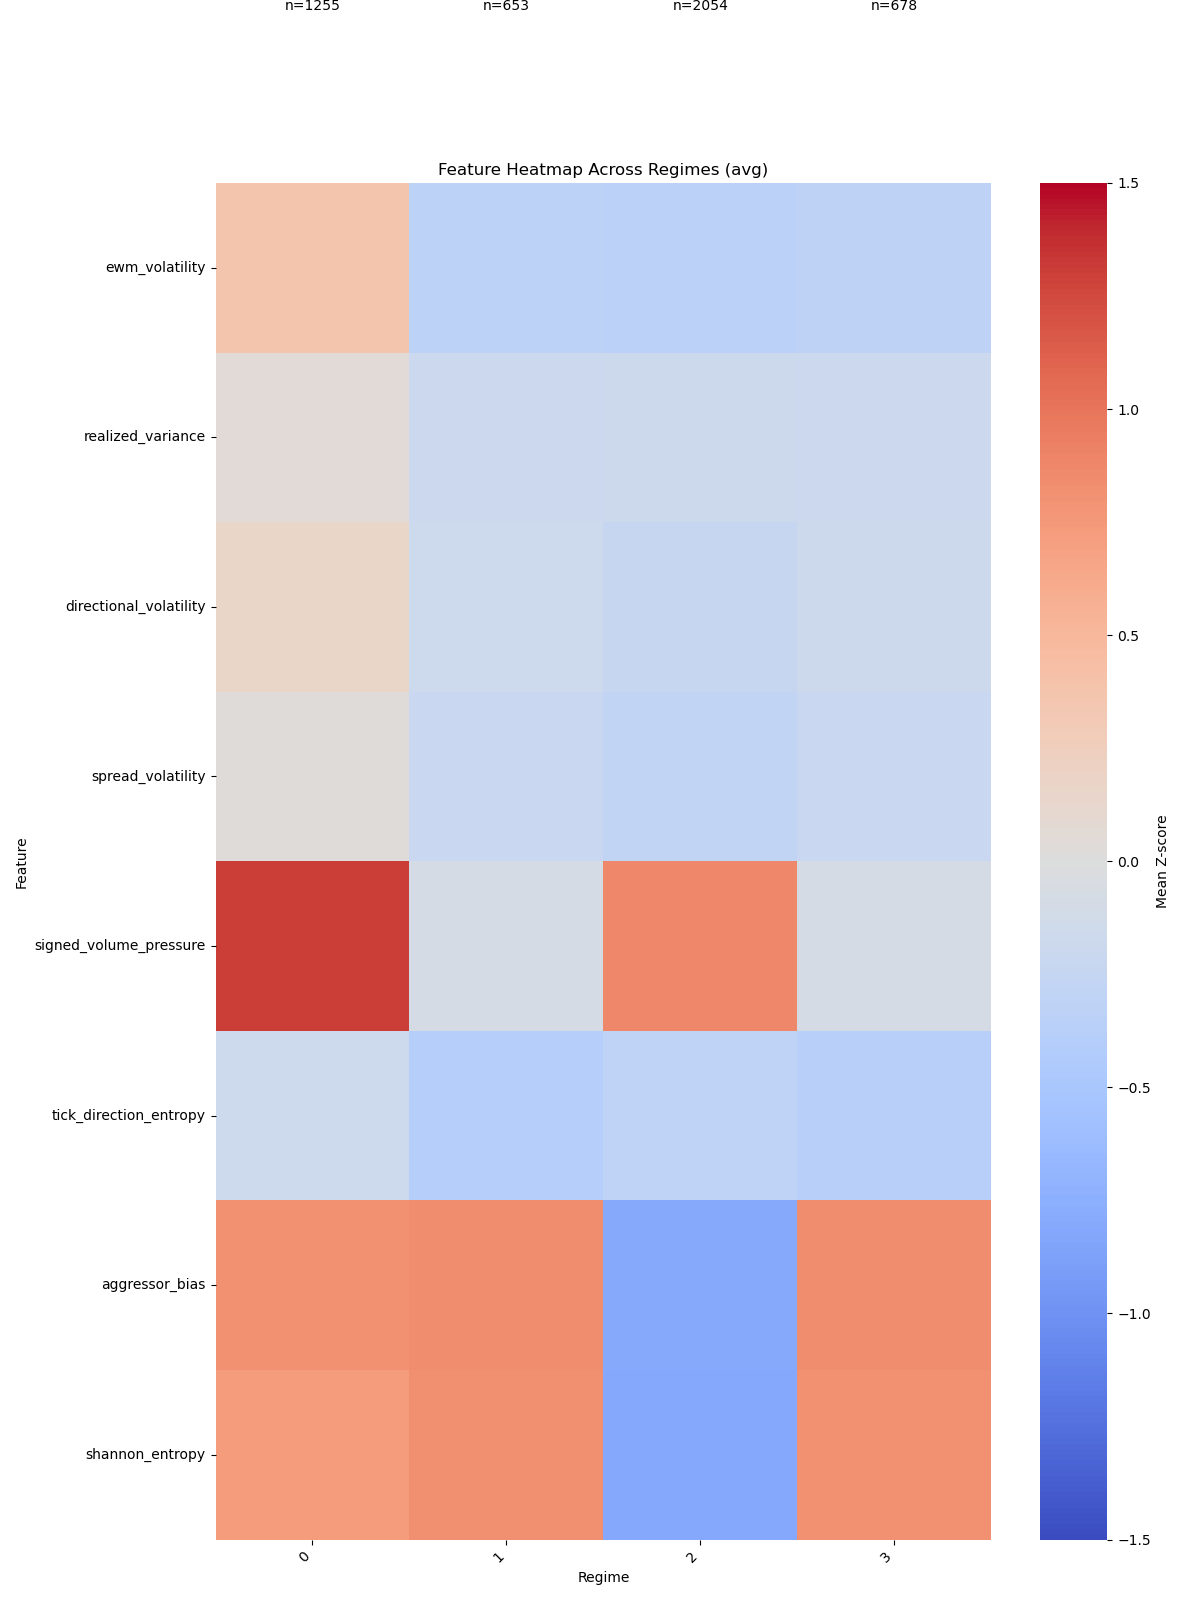 n=1255 n=653 n=2054 n=678
Feature Heatmap Across Regimes (avg)
ewm_volatility
realized_variance
directional_volatility
spread_volatility
signed_volume_pressure
tick_direction_entropy
aggressor_bias
shannon_entropy
Feature
0 1 2 3
Regime
1.5
1.0
0.5
0.0
−0.5
−1.0
−1.5
Mean Z-score